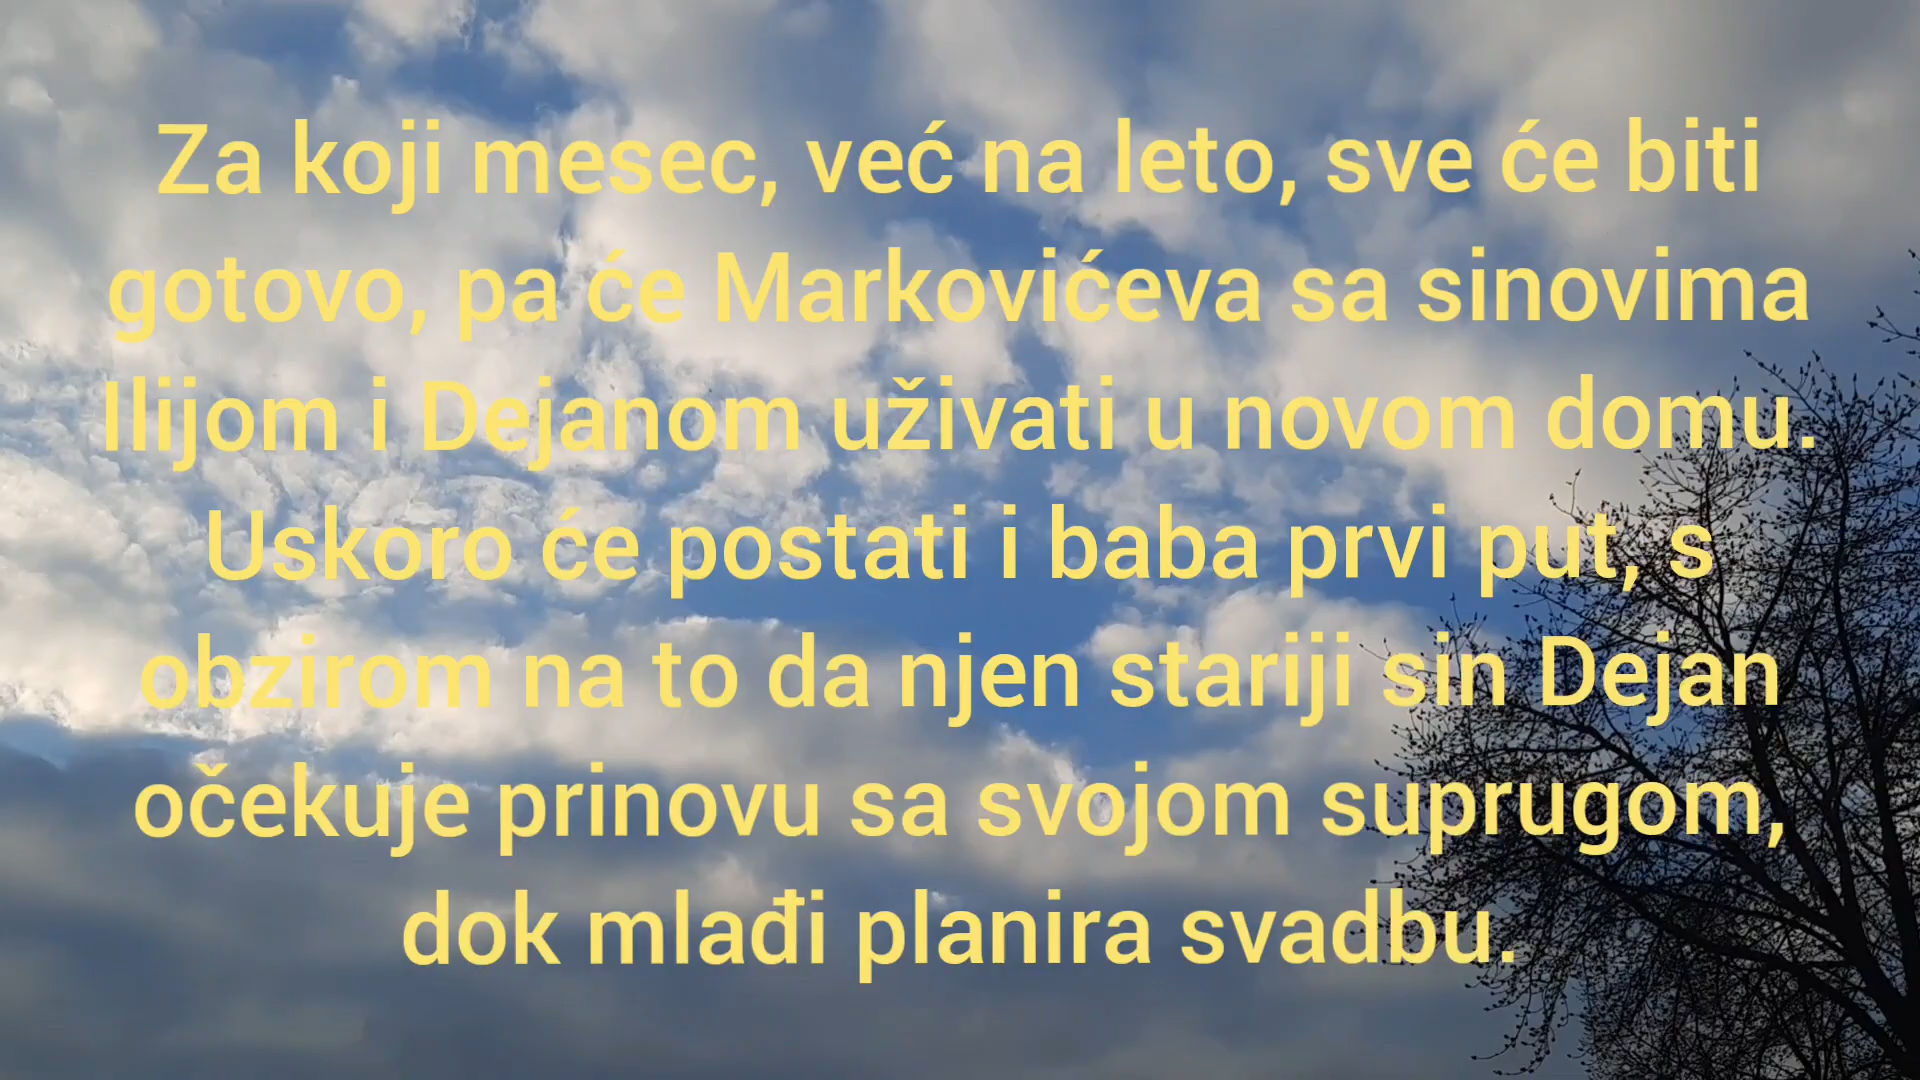 Za koji mesec, već na leto, sve će biti
gotovo, pa će Markovićeva sa sinovima
Ilijom i Dejanom uživati u novom domu.
Uskoro će postati i baba prvi put, s
obzirom na to da njen stariji sin Dejan
očekuje prinovu sa svojom suprugom,
dok mlađi planira svadbu.